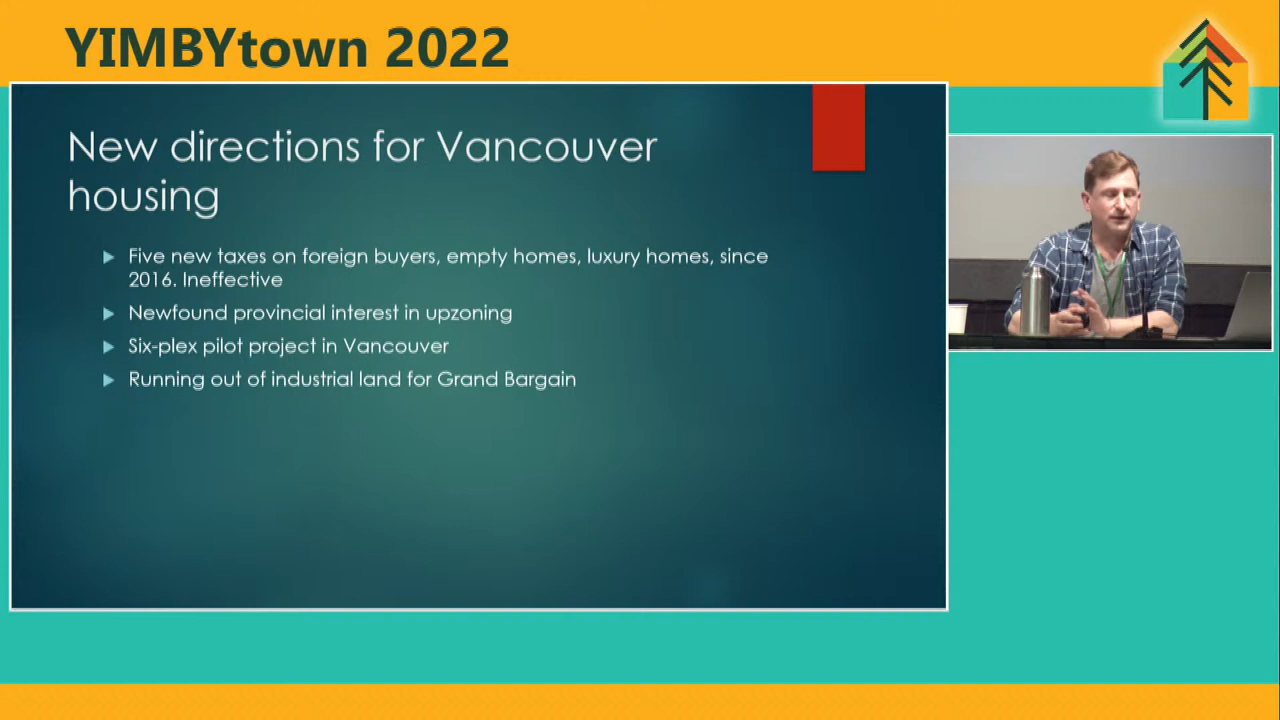 YIMBYtown 2022
New directions for Vancouver
housing
Five new taxes on foreign buyers, empty homes, luxury homes, since
2016. Ineffective
Newfound provincial interest in upzoning
Six-plex pilot project in Vancouver
Running out of industrial land for Grand Bargain